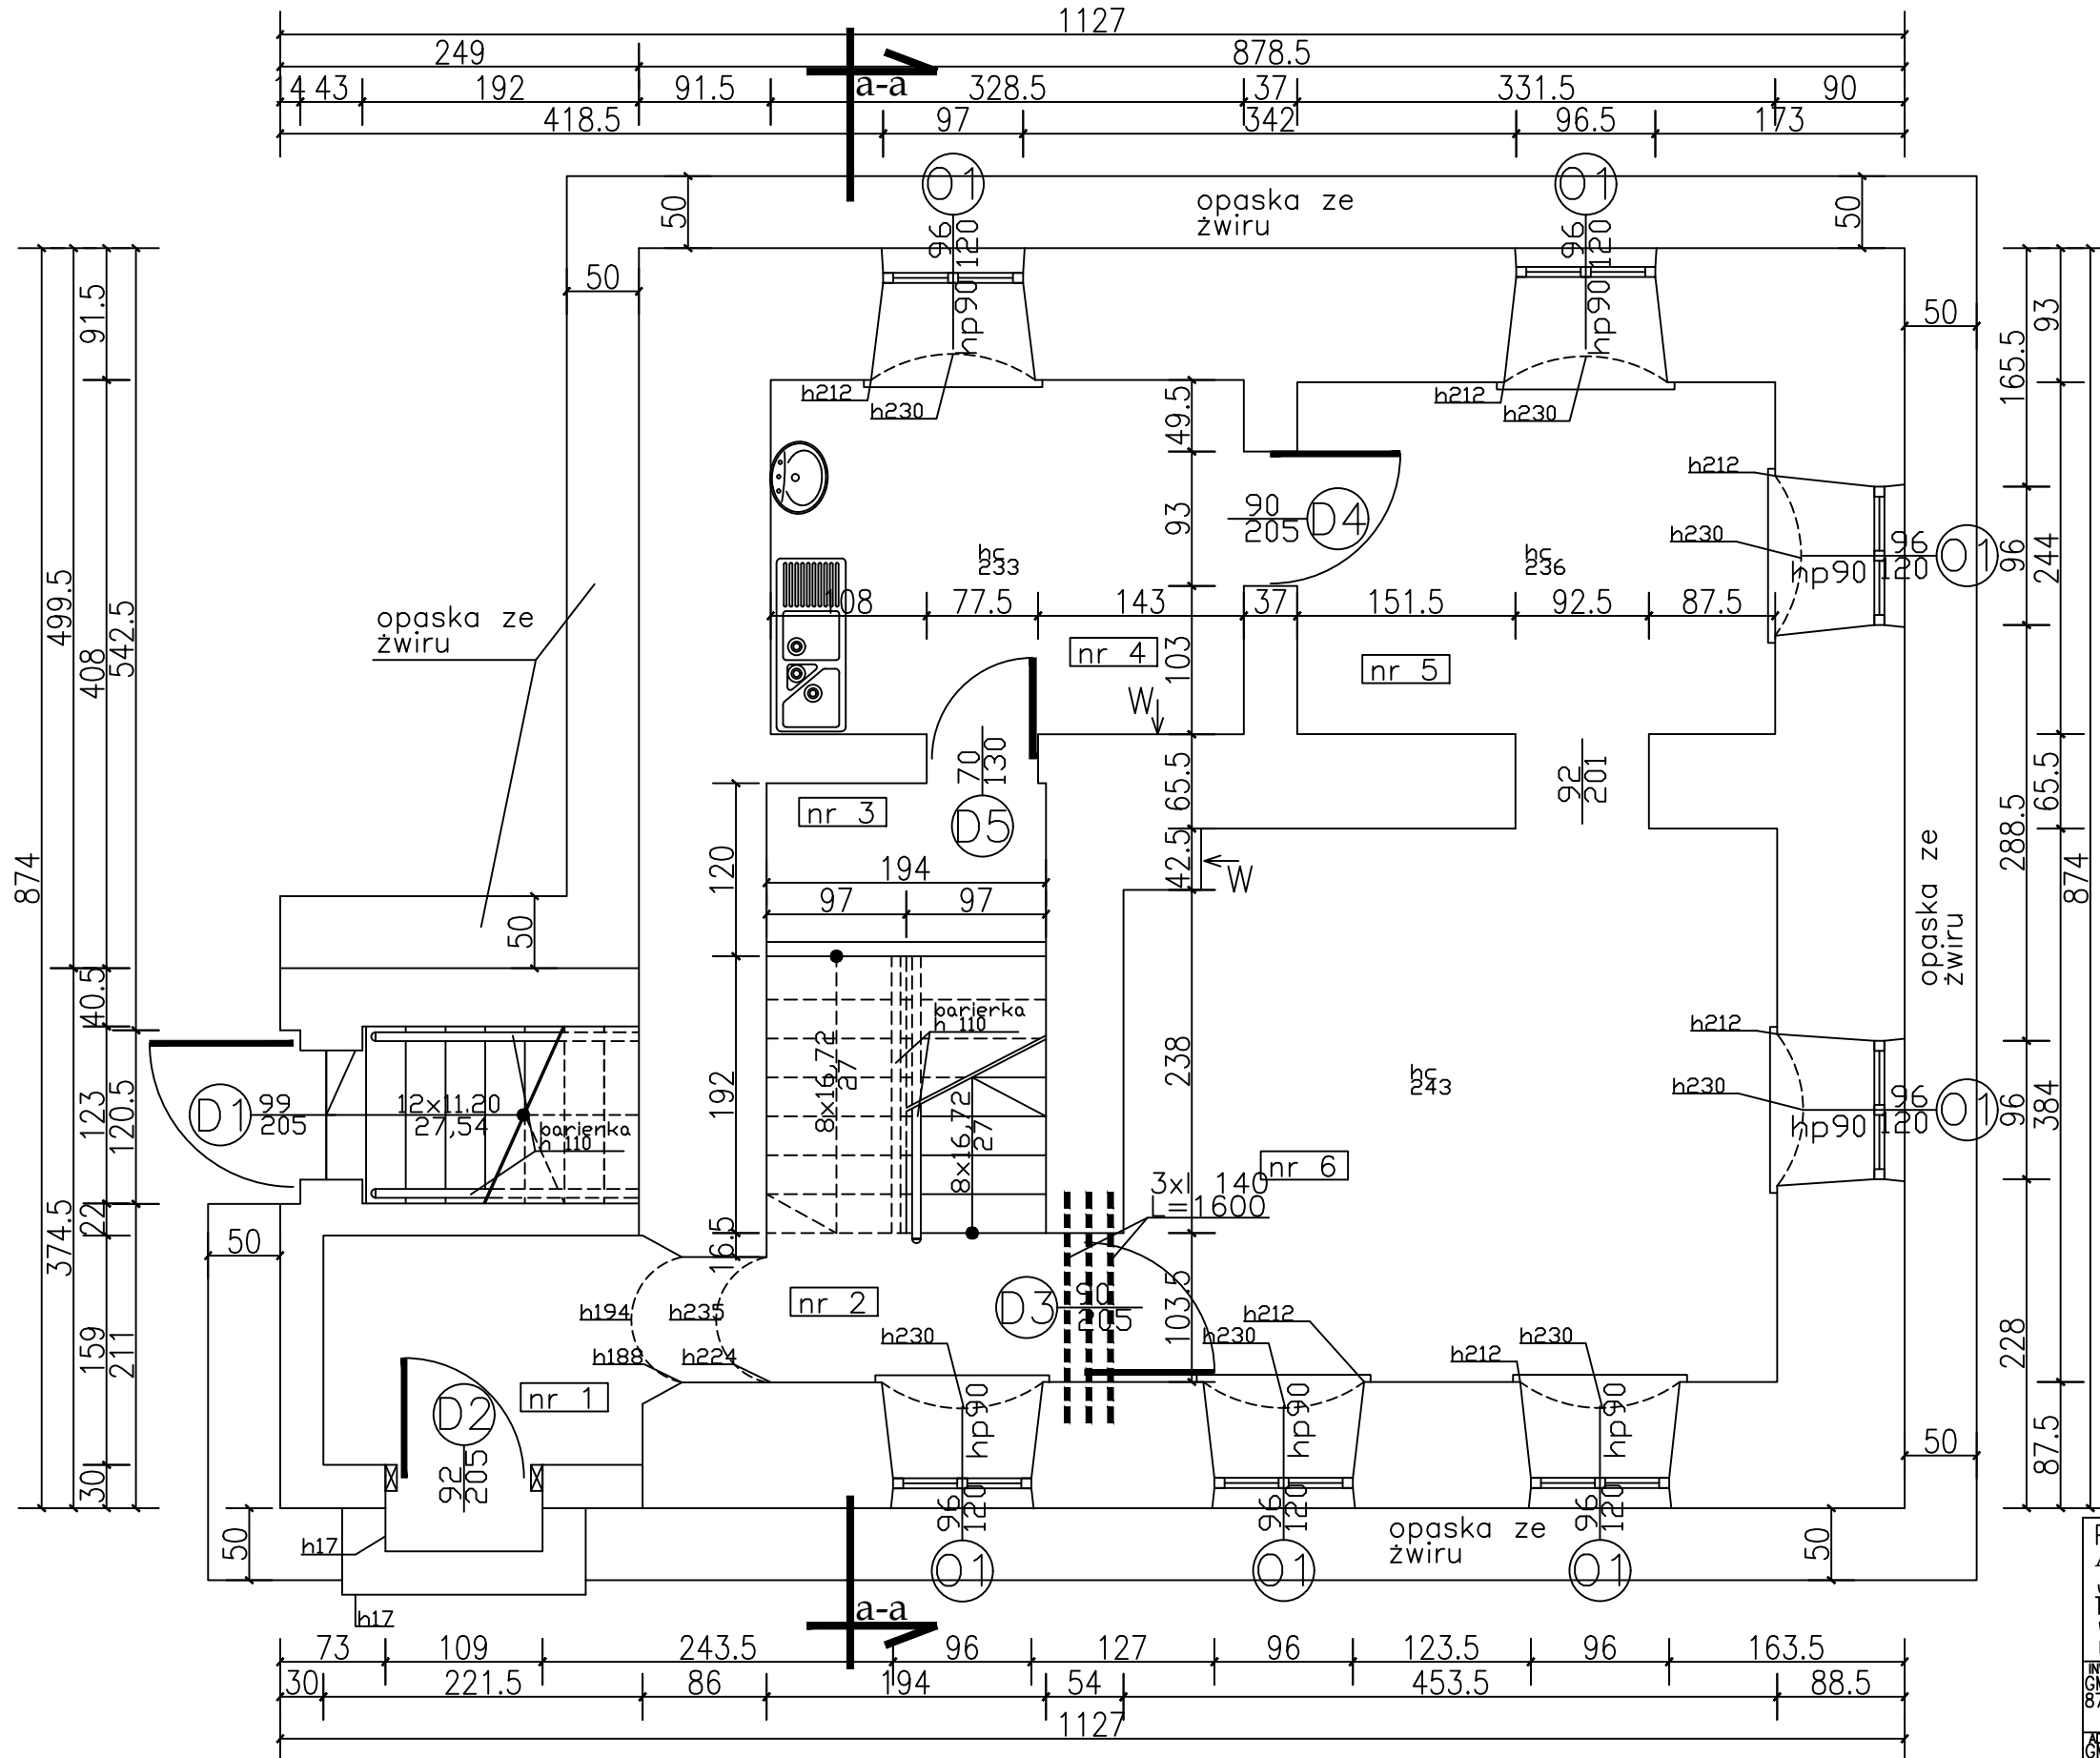 1127
249 878.5
14 43 192 91.5 328.5 37 331.5 90
418.5 97 342 96.5 173
a-a
O1
O1
96
120
hp90
96
120
hp90
opaska ze
żwiru
50
50
50
50
h212
h230
h212
h230
h212
h230
96
120
hp90
O1
90
205
D4
hc
233
hc
236
108 77.5 143 37 151.5 92.5 87.5
nr 4
nr 5
W
W
opaska ze
żwiru
70
130
D5
nr 3
92
201
194
97 97
120
192
16.5
49.5
93
103
65.5
42.5
238
103.5
50
barierka
h 110
8x16,72
27
8x16,72
27
D1
99
205
12x11,20
27,54
barierka
h 110
hc
243
nr 6
3xI 140
L=1600
h212
h230
96
120
hp90
O1
opaska ze
żwiru
50
nr 2
D3
90
205
h194
h235
h188
h224
h230
h212
h230
h212
h230
nr 1
D2
92
205
hp90
hp90
hp90
96
120
96
120
96
120
O1
O1
O1
h17
h17
50
50
50
opaska ze
żwiru
a-a
874
499.5
374.5
91.5
408
40.5
123
22
159
30
542.5
120.5
211
165.5
96
288.5
96
228
93
244
65.5
384
87.5
874
73 109 243.5 96 127 96 123.5 96 163.5
30 221.5 86 194 54 453.5 88.5
1127